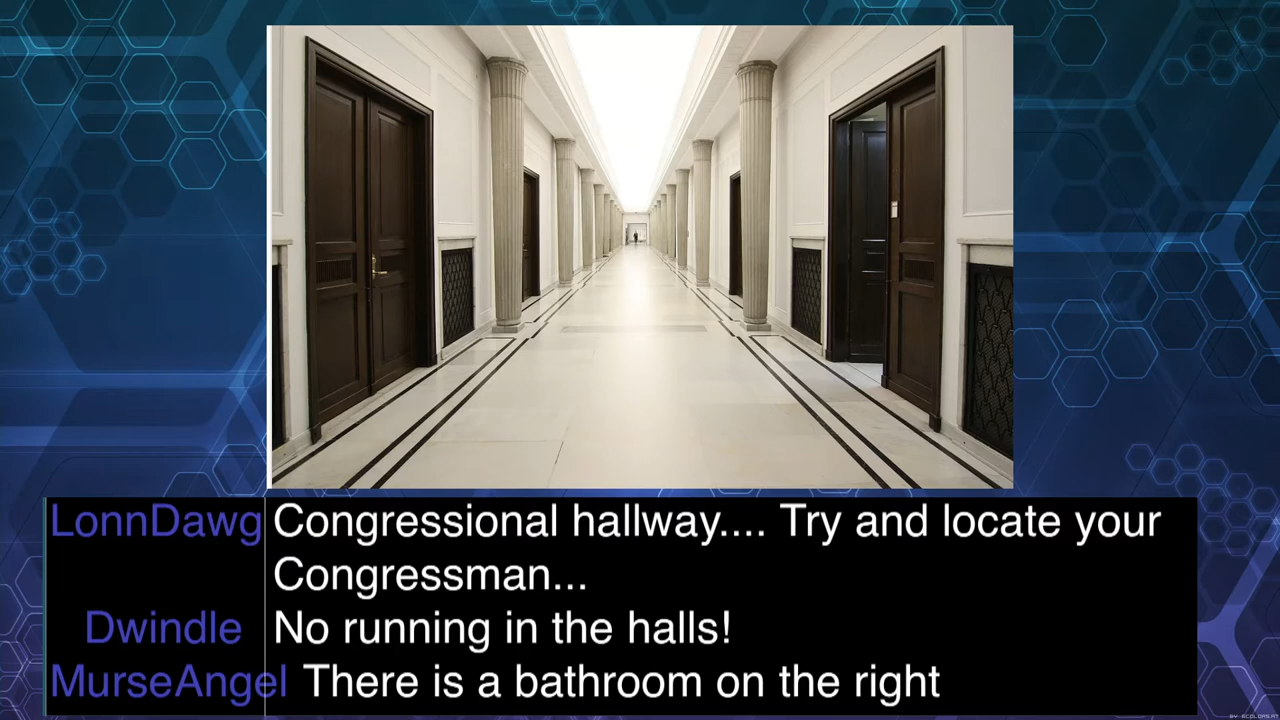 LonnDawg Congressional hallway.... Try and locate your
Congressman...
Dwindle No running in the halls!
MurseAngel There is a bathroom on the right